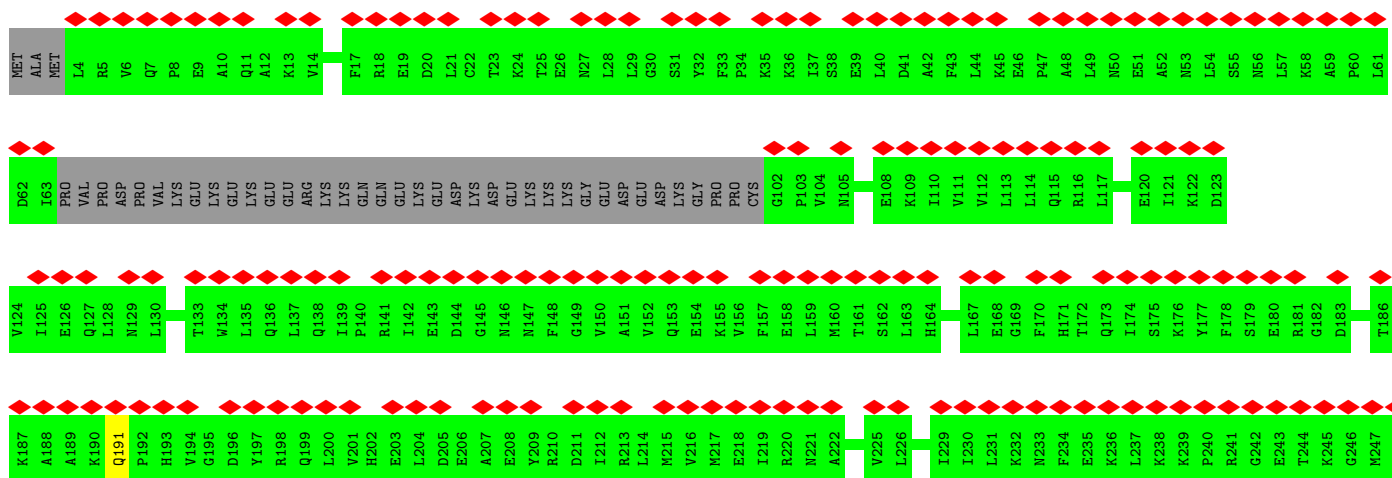 MET ALA MET L4 R5 V6 Q7 P8 E9 A10 Q11 A12 K13 V14 F17 R18 E19 D20 L21 C22 T23 K24 T25 E26 N27 L28 L29 G30 S31 Y32 F33 P34 K35 K36 I37 S38 E39 L40 D41 A42 F43 L44 K45 E46 P47 A48 L49 N50 E51 A52 N53 L54 S55 N56 L57 K58 A59 P60 L61
D62 I63 PRO VAL PRO ASP PRO VAL LYS GLU LYS GLU LYS GLU GLU ARG LYS LYS GLN GLN GLU LYS GLU ASP LYS ASP GLU LYS LYS LYS GLY GLU ASP GLU ASP LYS GLY PRO PRO CYS G102 P103 V104 N105 E108 K109 I110 V111 V112 L113 L114 Q115 R116 L117 E120 I121 K122 D123
V124 I125 E126 Q127 L128 N129 L130 T133 W134 L135 Q136 L137 Q138 I139 P140 R141 I142 E143 D144 G145 N146 N147 F148 G149 V150 A151 V152 Q153 E154 K155 V156 F157 E158 L159 M160 T161 S162 L163 H164 L167 E168 G169 F170 H171 T172 Q173 I174 S175 K176 Y177 F178 S179 E180 R181 G182 D183 T186
K187 A188 A189 K190 Q191 P192 H193 V194 G195 D196 Y197 R198 Q199 L200 V201 H202 E203 L204 D205 E206 A207 E208 Y209 R210 D211 I212 R213 L214 M215 V216 M217 E218 I219 R220 N221 A222 V225 L226 I229 I230 L231 K232 N233 F234 E235 K236 L237 K238 K239 P240 R241 G242 E243 T244 K245 G246 M247